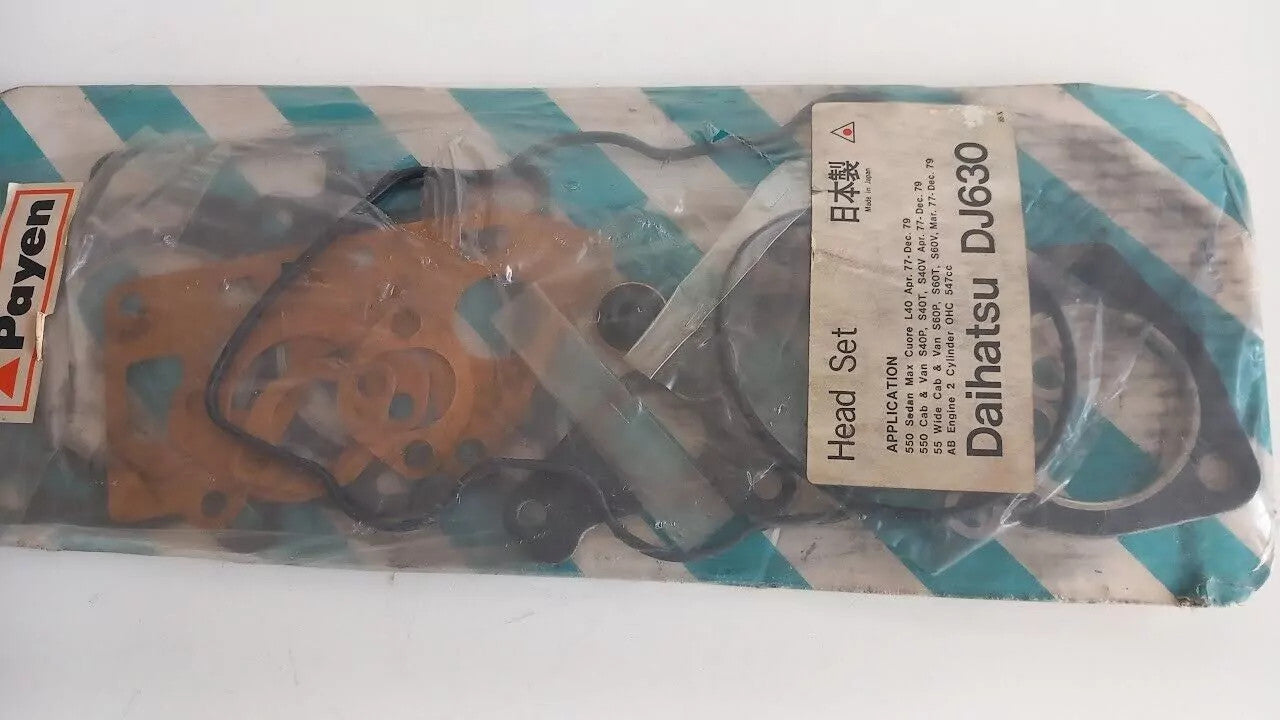 Payen
Head Set
日本製
Made in Japan
APPLICATION
550 Sedan Max Cuore L40 Apr. 77- Dec. 79
550 Cab & Van S40P, S40T, S40V Apr. 77- Dec. 79
55 Wide Cab & Van S60P, S60T, S60V, Mar. 77- Dec. 79
AB Engine 2 Cylinder OHC 547cc
Daihatsu DJ630